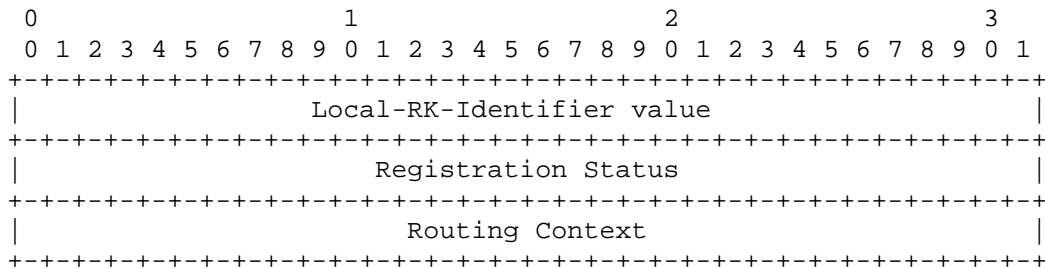 0                   1                   2                   3
 0 1 2 3 4 5 6 7 8 9 0 1 2 3 4 5 6 7 8 9 0 1 2 3 4 5 6 7 8 9 0 1
+-+-+-+-+-+-+-+-+-+-+-+-+-+-+-+-+-+-+-+-+-+-+-+-+-+-+-+-+-+-+-+-+
|                  Local-RK-Identifier value                    |
+-+-+-+-+-+-+-+-+-+-+-+-+-+-+-+-+-+-+-+-+-+-+-+-+-+-+-+-+-+-+-+-+
|                      Registration Status                      |
+-+-+-+-+-+-+-+-+-+-+-+-+-+-+-+-+-+-+-+-+-+-+-+-+-+-+-+-+-+-+-+-+
|                        Routing Context                        |
+-+-+-+-+-+-+-+-+-+-+-+-+-+-+-+-+-+-+-+-+-+-+-+-+-+-+-+-+-+-+-+-+